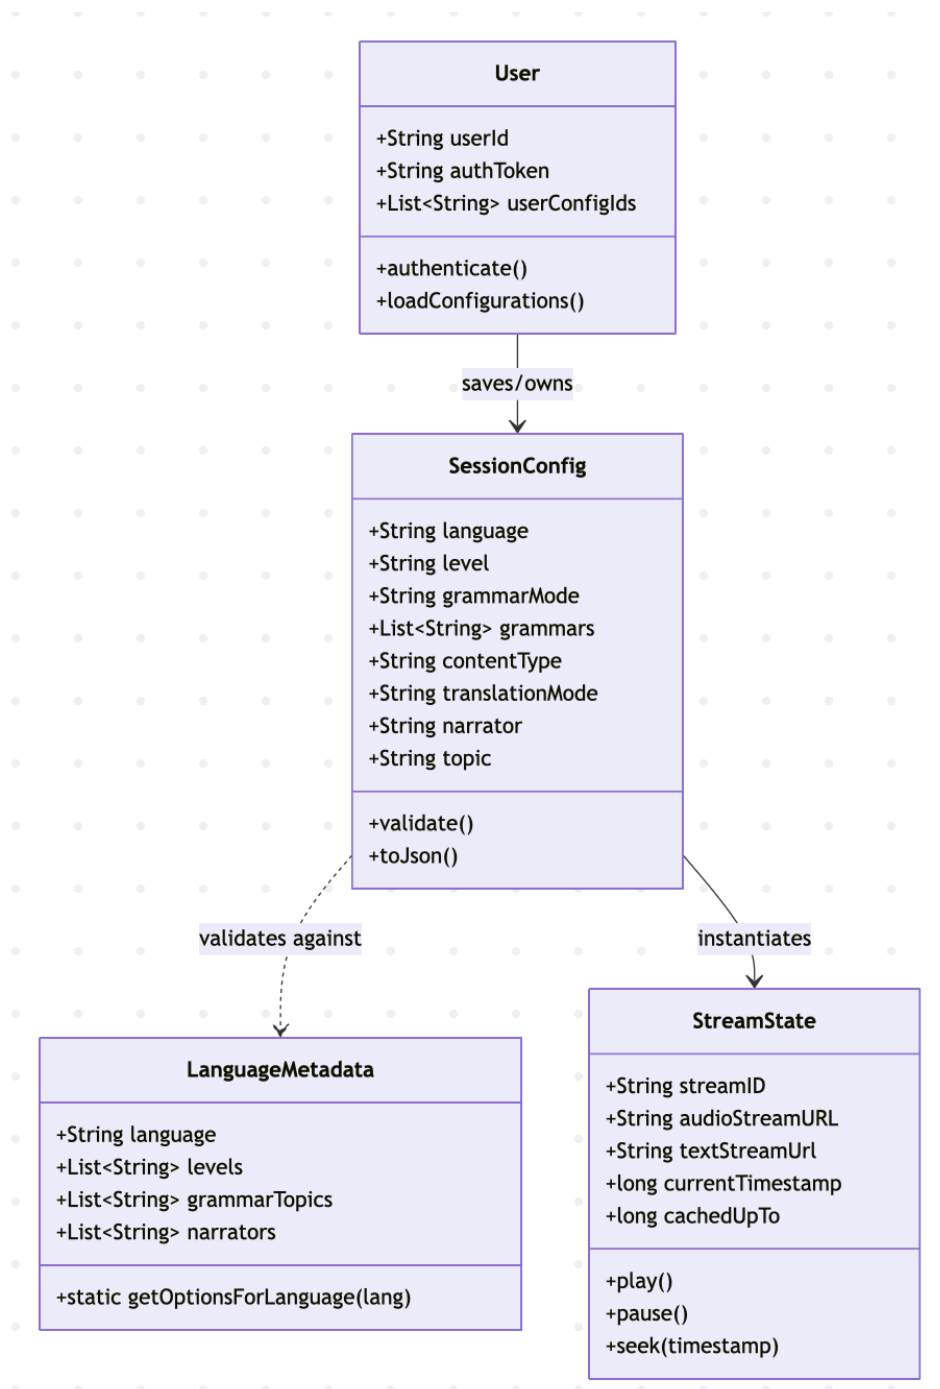 User
+String userId
+String authToken
+List<String> userConfigIds
+authenticate()
+loadConfigurations()
saves/owns
SessionConfig
+String language
+String level
+String grammarMode
+List<String> grammars
+String contentType
+String translationMode
+String narrator
+String topic
+validate()
+toJson()
validates against
instantiates
LanguageMetadata
+String language
+List<String> levels
+List<String> grammarTopics
+List<String> narrators
+static getOptionsForLanguage(lang)
StreamState
+String streamID
+String audioStreamURL
+String textStreamUrl
+long currentTimestamp
+long cachedUpTo
+play()
+pause()
+seek(timestamp)